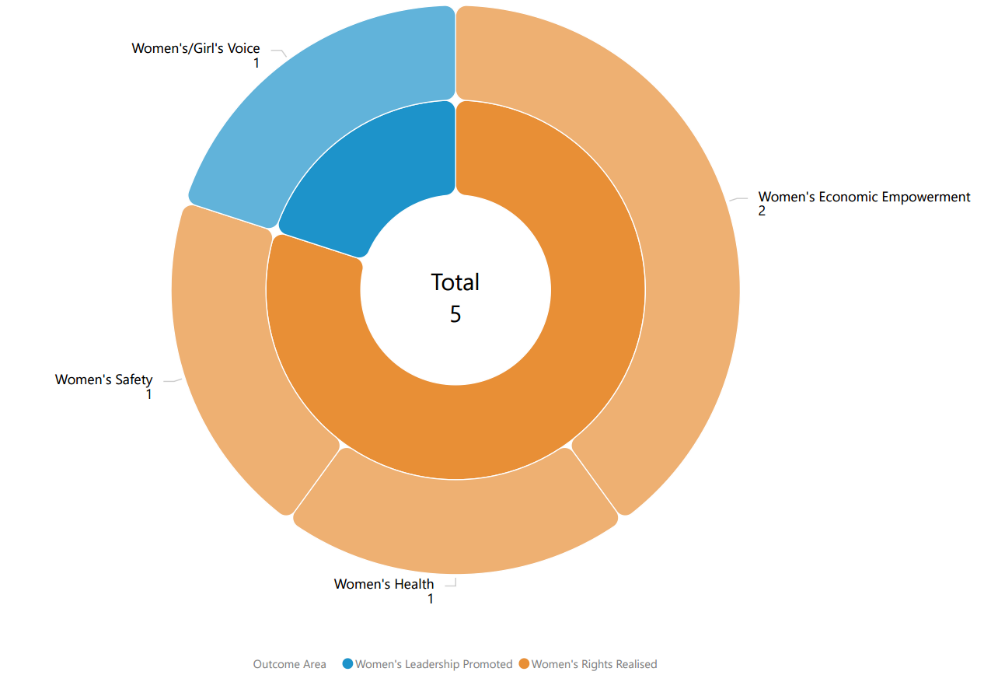 Women's/Girl's Voice
1
Women's Economic Empowerment
2
Total
5
Women's Safety
1
Women's Health
1
Outcome Area Women's Leadership Promoted Women's Rights Realised